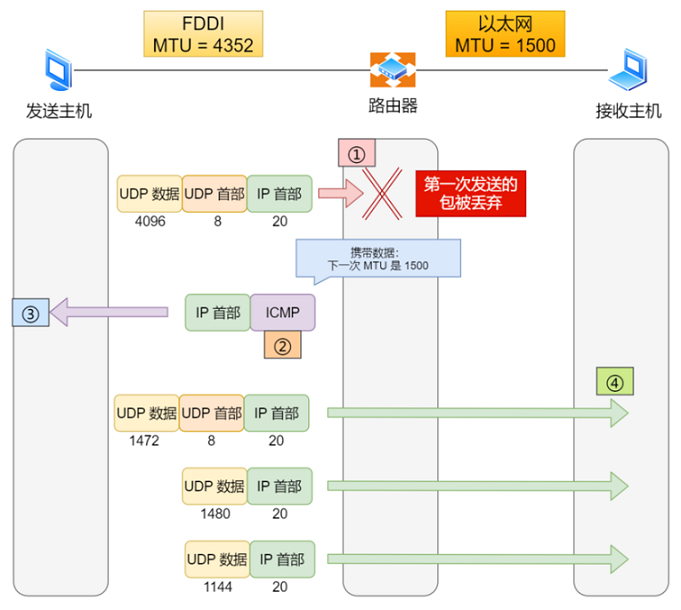 FDDI
MTU = 4352
以太网
MTU = 1500
发送主机
路由器
接收主机
①
UDP 数据
UDP 首部
IP 首部
4096
8
20
第一次发送的
包被丢弃
携带数据：
下一次 MTU 是 1500
③
IP 首部
ICMP
②
④
UDP 数据
UDP 首部
IP 首部
1472
8
20
UDP 数据
IP 首部
1480
20
UDP 数据
IP 首部
1144
20